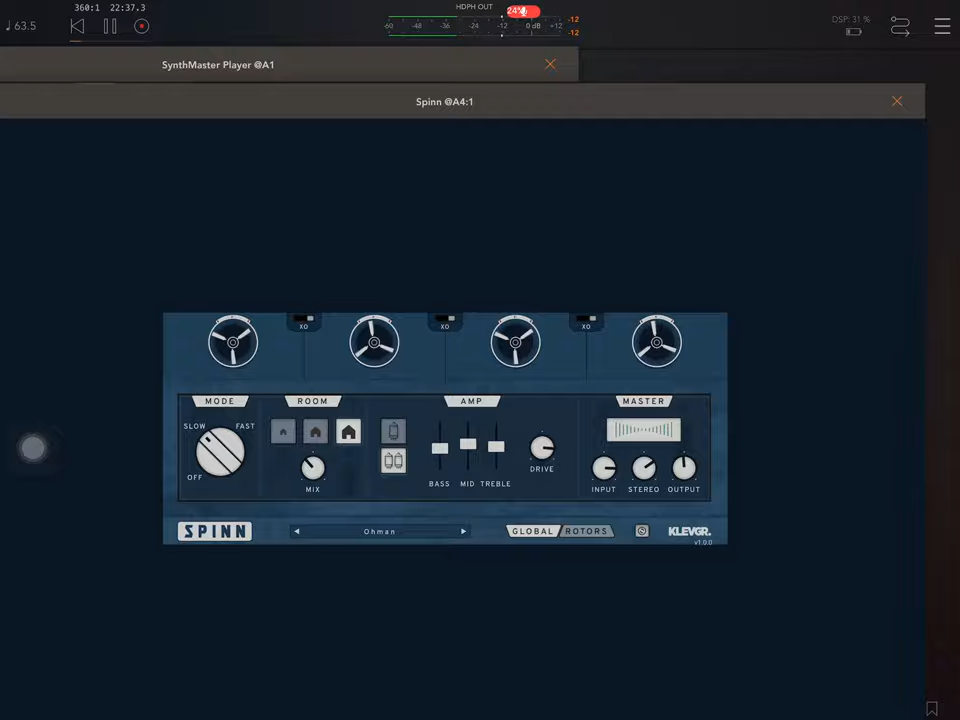 360:1 22:37.3
HDPH OUT
24%
♩63.5
-60 -48 -36 -24 -12 0 dB +12
-12
-12
DSP: 31 %
SynthMaster Player @A1
Spinn @A4:1
XO XO XO
MODE ROOM AMP MASTER
SLOW FAST
OFF
MIX
BASS MID TREBLE
DRIVE
INPUT STEREO OUTPUT
SPINN
Ohman
GLOBAL ROTORS
KLEVGR.
v1.0.0